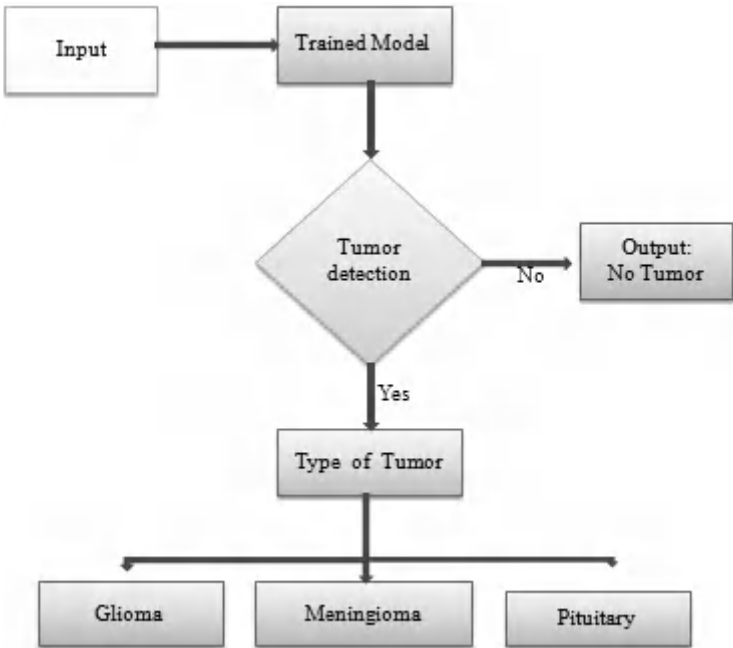 Input
Trained Model
Tumor
detection
No
Output:
No Tumor
Yes
Type of Tumor
Glioma
Meningioma
Pituitary